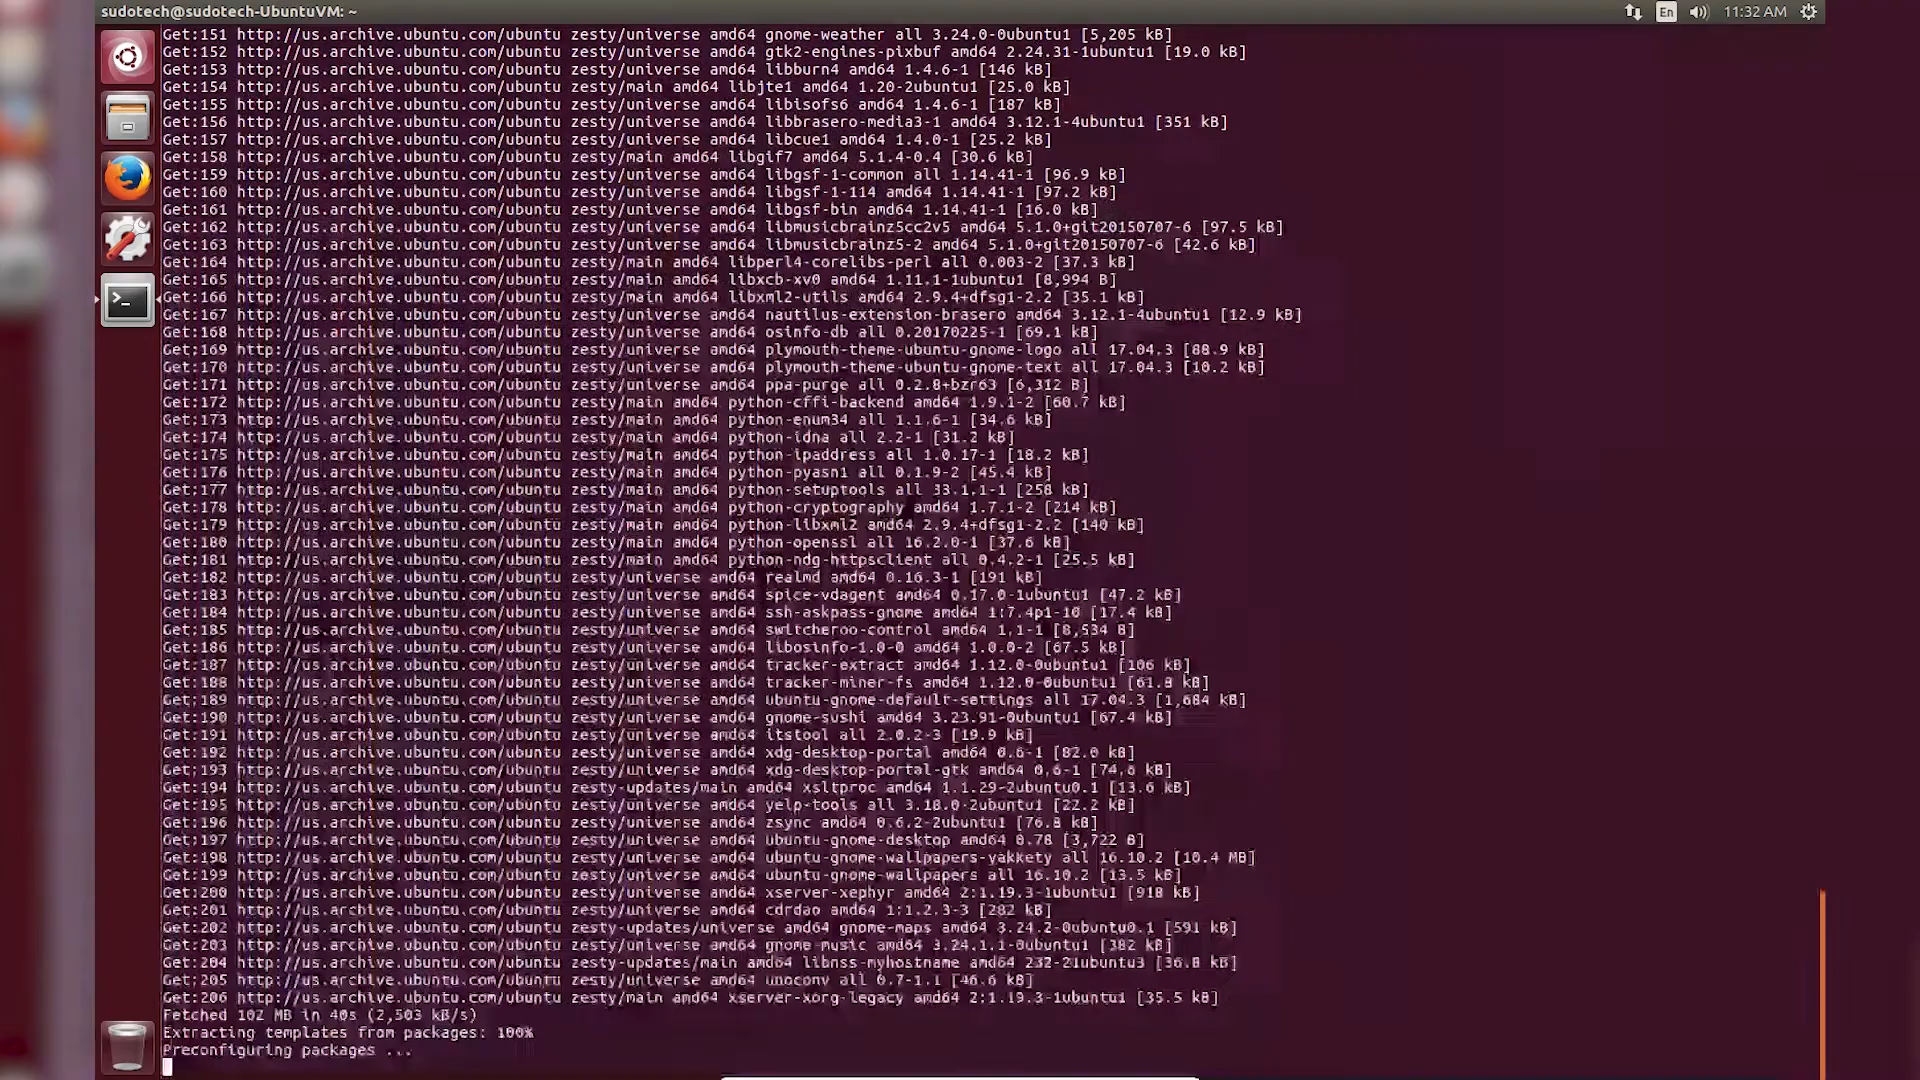 sudotech@sudotech-UbuntuVM: ~
En
11:32 AM
Get:151 http://us.archive.ubuntu.com/ubuntu zesty/universe amd64 gnome-weather all 3.24.0-0ubuntu1 [5,205 kB]
Get:152 http://us.archive.ubuntu.com/ubuntu zesty/universe amd64 gtk2-engines-pixbuf amd64 2.24.31-1ubuntu1 [19.0 kB]
Get:153 http://us.archive.ubuntu.com/ubuntu zesty/universe amd64 libburn4 amd64 1.4.6-1 [146 kB]
Get:154 http://us.archive.ubuntu.com/ubuntu zesty/main amd64 libjte1 amd64 1.20-2ubuntu1 [25.0 kB]
Get:155 http://us.archive.ubuntu.com/ubuntu zesty/universe amd64 libisofs6 amd64 1.4.6-1 [187 kB]
Get:156 http://us.archive.ubuntu.com/ubuntu zesty/universe amd64 libbrasero-media3-1 amd64 3.12.1-4ubuntu1 [351 kB]
Get:157 http://us.archive.ubuntu.com/ubuntu zesty/universe amd64 libcue1 amd64 1.4.0-1 [25.2 kB]
Get:158 http://us.archive.ubuntu.com/ubuntu zesty/main amd64 libgif7 amd64 5.1.4-0.4 [30.6 kB]
Get:159 http://us.archive.ubuntu.com/ubuntu zesty/universe amd64 libgsf-1-common all 1.14.41-1 [96.9 kB]
Get:160 http://us.archive.ubuntu.com/ubuntu zesty/universe amd64 libgsf-1-114 amd64 1.14.41-1 [97.2 kB]
Get:161 http://us.archive.ubuntu.com/ubuntu zesty/universe amd64 libgsf-bin amd64 1.14.41-1 [16.0 kB]
Get:162 http://us.archive.ubuntu.com/ubuntu zesty/universe amd64 libmusicbrainz5cc2v5 amd64 5.1.0+git20150707-6 [97.5 kB]
Get:163 http://us.archive.ubuntu.com/ubuntu zesty/universe amd64 libmusicbrainz5-2 amd64 5.1.0+git20150707-6 [42.6 kB]
Get:164 http://us.archive.ubuntu.com/ubuntu zesty/main amd64 libperl4-corelibs-perl all 0.003-2 [37.3 kB]
Get:165 http://us.archive.ubuntu.com/ubuntu zesty/main amd64 libxcb-xv0 amd64 1.11.1-1ubuntu1 [8,994 B]
Get:166 http://us.archive.ubuntu.com/ubuntu zesty/main amd64 libxml2-utils amd64 2.9.4+dfsg1-2.2 [35.1 kB]
Get:167 http://us.archive.ubuntu.com/ubuntu zesty/universe amd64 nautilus-extension-brasero amd64 3.12.1-4ubuntu1 [12.9 kB]
Get:168 http://us.archive.ubuntu.com/ubuntu zesty/universe amd64 osinfo-db all 0.20170225-1 [69.1 kB]
Get:169 http://us.archive.ubuntu.com/ubuntu zesty/universe amd64 plymouth-theme-ubuntu-gnome-logo all 17.04.3 [88.9 kB]
Get:170 http://us.archive.ubuntu.com/ubuntu zesty/universe amd64 plymouth-theme-ubuntu-gnome-text all 17.04.3 [10.2 kB]
Get:171 http://us.archive.ubuntu.com/ubuntu zesty/universe amd64 ppa-purge all 0.2.8+bzr63 [6,312 B]
Get:172 http://us.archive.ubuntu.com/ubuntu zesty/main amd64 python-cffi-backend amd64 1.9.1-2 [60.7 kB]
Get:173 http://us.archive.ubuntu.com/ubuntu zesty/main amd64 python-enum34 all 1.1.6-1 [34.6 kB]
Get:174 http://us.archive.ubuntu.com/ubuntu zesty/main amd64 python-idna all 2.2-1 [31.2 kB]
Get:175 http://us.archive.ubuntu.com/ubuntu zesty/main amd64 python-ipaddress all 1.0.17-1 [18.2 kB]
Get:176 http://us.archive.ubuntu.com/ubuntu zesty/main amd64 python-pyasn1 all 0.1.9-2 [45.4 kB]
Get:177 http://us.archive.ubuntu.com/ubuntu zesty/main amd64 python-setuptools all 33.1.1-1 [258 kB]
Get:178 http://us.archive.ubuntu.com/ubuntu zesty/main amd64 python-cryptography amd64 1.7.1-2 [214 kB]
Get:179 http://us.archive.ubuntu.com/ubuntu zesty/main amd64 python-libxml2 amd64 2.9.4+dfsg1-2.2 [140 kB]
Get:180 http://us.archive.ubuntu.com/ubuntu zesty/main amd64 python-openssl all 16.2.0-1 [37.6 kB]
Get:181 http://us.archive.ubuntu.com/ubuntu zesty/main amd64 python-ndg-httpsclient all 0.4.2-1 [25.5 kB]
Get:182 http://us.archive.ubuntu.com/ubuntu zesty/universe amd64 realmd amd64 0.16.3-1 [191 kB]
Get:183 http://us.archive.ubuntu.com/ubuntu zesty/universe amd64 spice-vdagent amd64 0.17.0-1ubuntu1 [47.2 kB]
Get:184 http://us.archive.ubuntu.com/ubuntu zesty/universe amd64 ssh-askpass-gnome amd64 1:7.4p1-10 [17.4 kB]
Get:185 http://us.archive.ubuntu.com/ubuntu zesty/universe amd64 switcheroo-control amd64 1.1-1 [8,534 B]
Get:186 http://us.archive.ubuntu.com/ubuntu zesty/universe amd64 libosinfo-1.0-0 amd64 1.0.0-2 [67.5 kB]
Get:187 http://us.archive.ubuntu.com/ubuntu zesty/universe amd64 tracker-extract amd64 1.12.0-0ubuntu1 [106 kB]
Get:188 http://us.archive.ubuntu.com/ubuntu zesty/universe amd64 tracker-miner-fs amd64 1.12.0-0ubuntu1 [61.8 kB]
Get:189 http://us.archive.ubuntu.com/ubuntu zesty/universe amd64 ubuntu-gnome-default-settings all 17.04.3 [1,684 kB]
Get:190 http://us.archive.ubuntu.com/ubuntu zesty/universe amd64 gnome-sushi amd64 3.23.91-0ubuntu1 [67.4 kB]
Get:191 http://us.archive.ubuntu.com/ubuntu zesty/universe amd64 itstool all 2.0.2-3 [19.9 kB]
Get:192 http://us.archive.ubuntu.com/ubuntu zesty/universe amd64 xdg-desktop-portal amd64 0.6-1 [82.0 kB]
Get:193 http://us.archive.ubuntu.com/ubuntu zesty/universe amd64 xdg-desktop-portal-gtk amd64 0.6-1 [74.6 kB]
Get:194 http://us.archive.ubuntu.com/ubuntu zesty-updates/main amd64 xsltproc amd64 1.1.29-2ubuntu0.1 [13.6 kB]
Get:195 http://us.archive.ubuntu.com/ubuntu zesty/universe amd64 yelp-tools all 3.18.0-2ubuntu1 [22.2 kB]
Get:196 http://us.archive.ubuntu.com/ubuntu zesty/universe amd64 zsync amd64 0.6.2-2ubuntu1 [76.8 kB]
Get:197 http://us.archive.ubuntu.com/ubuntu zesty/universe amd64 ubuntu-gnome-desktop amd64 0.78 [3,722 B]
Get:198 http://us.archive.ubuntu.com/ubuntu zesty/universe amd64 ubuntu-gnome-wallpapers-yakkety all 16.10.2 [10.4 MB]
Get:199 http://us.archive.ubuntu.com/ubuntu zesty/universe amd64 ubuntu-gnome-wallpapers all 16.10.2 [13.5 kB]
Get:200 http://us.archive.ubuntu.com/ubuntu zesty/universe amd64 xserver-xephyr amd64 2:1.19.3-1ubuntu1 [918 kB]
Get:201 http://us.archive.ubuntu.com/ubuntu zesty/universe amd64 cdrdao amd64 1:1.2.3-3 [282 kB]
Get:202 http://us.archive.ubuntu.com/ubuntu zesty-updates/universe amd64 gnome-maps amd64 3.24.2-0ubuntu0.1 [591 kB]
Get:203 http://us.archive.ubuntu.com/ubuntu zesty/universe amd64 gnome-music amd64 3.24.1.1-0ubuntu1 [382 kB]
Get:204 http://us.archive.ubuntu.com/ubuntu zesty-updates/main amd64 libnss-myhostname amd64 232-21ubuntu3 [36.8 kB]
Get:205 http://us.archive.ubuntu.com/ubuntu zesty/universe amd64 unoconv all 0.7-1.1 [46.6 kB]
Get:206 http://us.archive.ubuntu.com/ubuntu zesty/main amd64 xserver-xorg-legacy amd64 2:1.19.3-1ubuntu1 [35.5 kB]
Fetched 102 MB in 40s (2,503 kB/s)
Extracting templates from packages: 100%
Preconfiguring packages ...